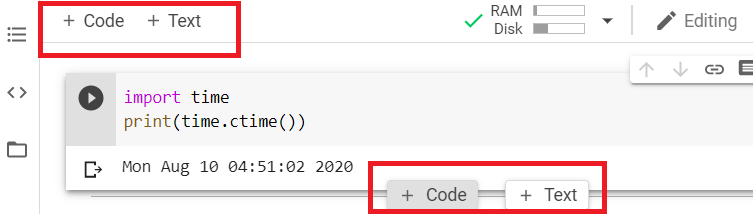 + Code + Text
RAM
Disk
Editing
import time
print(time.ctime())
Mon Aug 10 04:51:02 2020
+ Code + Text